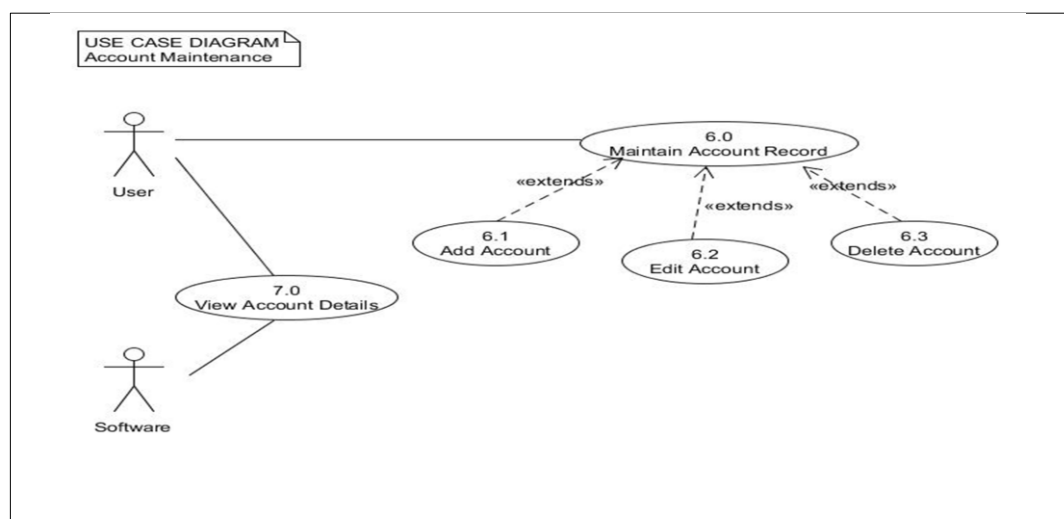 USE CASE DIAGRAM
Account Maintenance
User
6.0
Maintain Account Record
«extends»
«extends»
«extends»
6.1
Add Account
6.2
Edit Account
6.3
Delete Account
7.0
View Account Details
Software